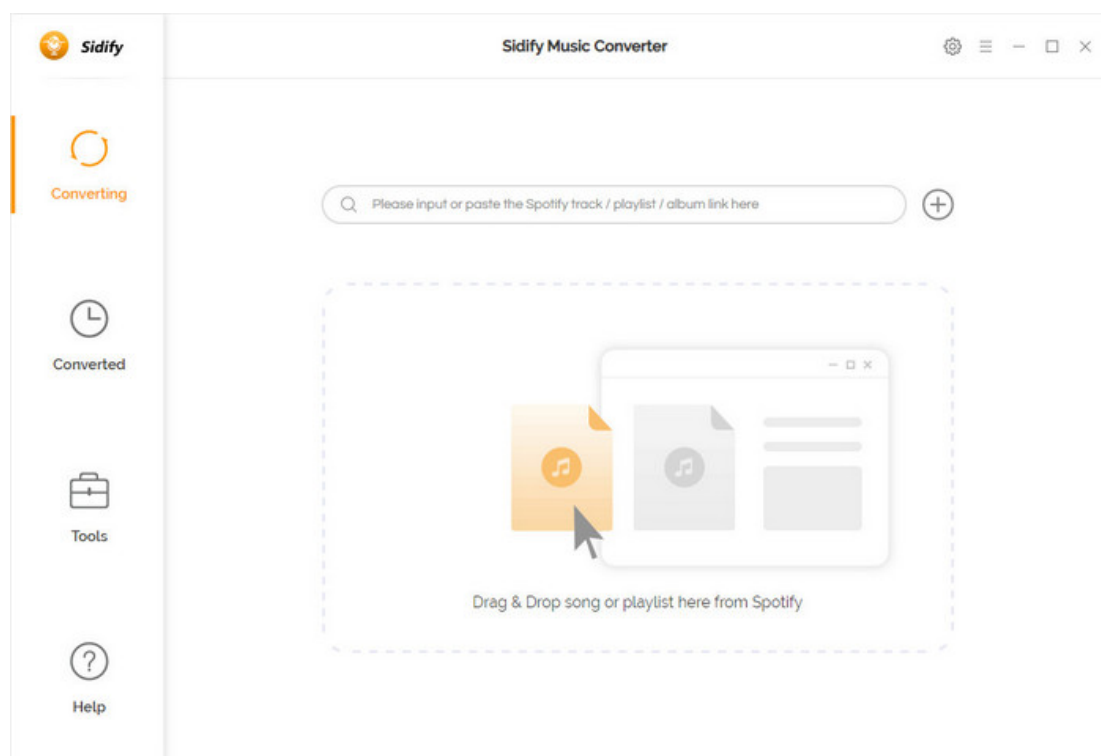 Sidify
Sidify Music Converter
Converting
Please input or paste the Spotify track / playlist / album link here
Converted
Tools
Drag & Drop song or playlist here from Spotify
Help